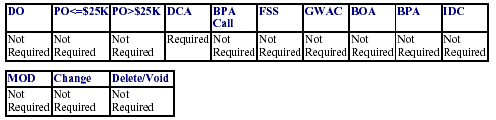 DO PO<=$25K PO>$25K DCA BPA Call FSS GWAC BOA BPA IDC
Not Required Not Required Not Required Required Not Required Not Required Not Required Not Required Not Required Not Required
MOD Change Delete/Void
Not Required Not Required Not Required